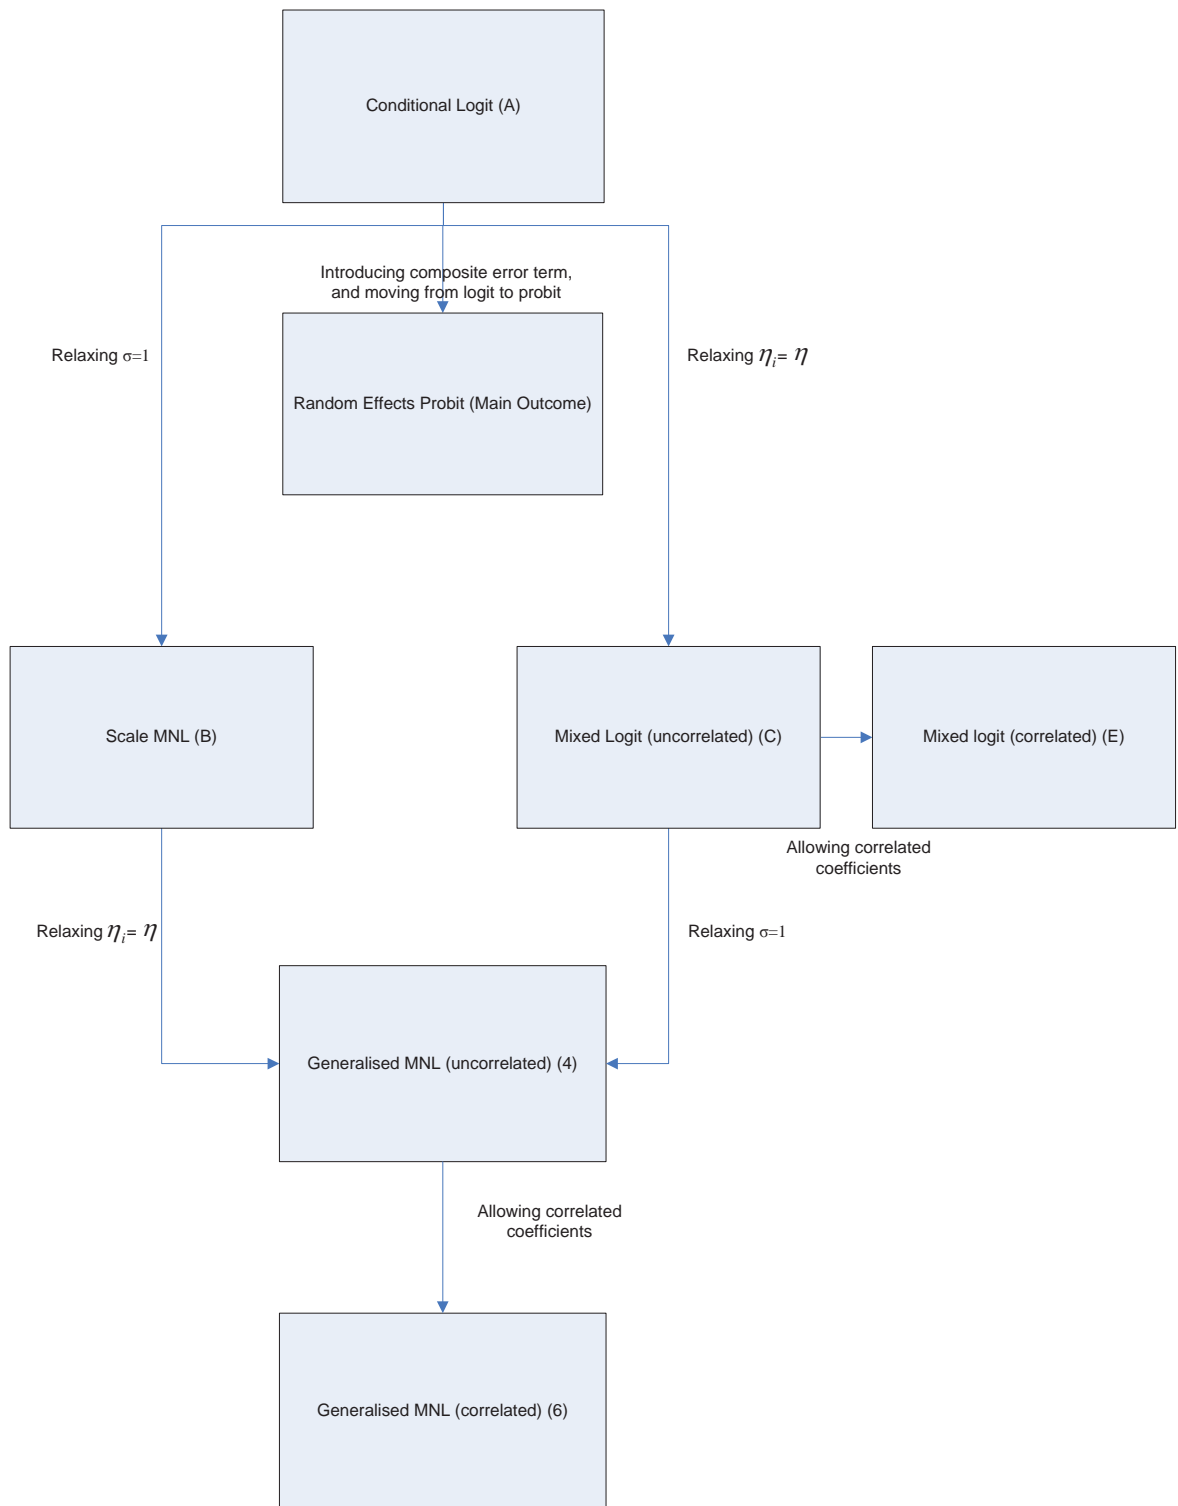 Conditional Logit (A)
Introducing composite error term,
and moving from logit to probit
Relaxing σ=1
Relaxing ηᵢ= η
Random Effects Probit (Main Outcome)
Scale MNL (B)
Mixed Logit (uncorrelated) (C)
Mixed logit (correlated) (E)
Allowing correlated
coefficients
Relaxing ηᵢ= η
Relaxing σ=1
Generalised MNL (uncorrelated) (4)
Allowing correlated
coefficients
Generalised MNL (correlated) (6)